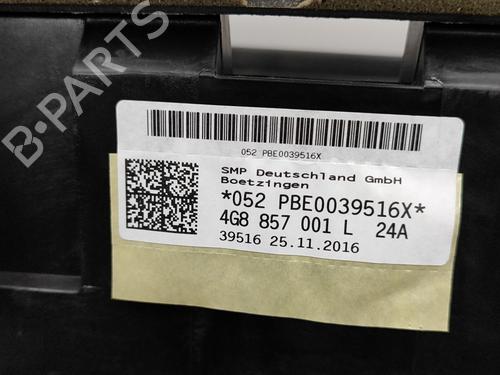 B-PARTS
052 PBE0039516X
SMP Deutschland GmbH
Boetzingen
*052 PBE0039516X*
4G8 857 001 L 24A
39516 25.11.2016